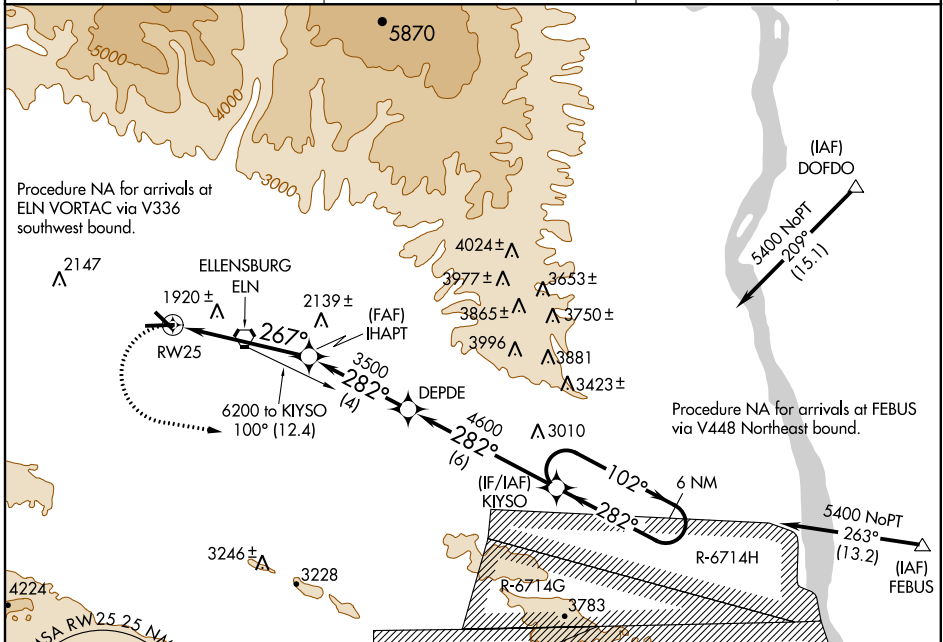 5870
5000
4000
3000
(IAF)
DOFDO
Procedure NA for arrivals at
ELN VORTAC via V336
southwest bound.
5400 NoPT
209°
(15.1)
2147
ELLENSBURG
ELN
4024±
3977±
3653±
3865±
3750±
1920±
2139±
(FAF)
IHAPT
267°
RW25
3996
3881
3423±
3500
282°
(4)
DEPDE
6200 to KIYSO
100° (12.4)
Procedure NA for arrivals at FEBUS
via V448 Northeast bound.
4600
282°
(6)
3010
(IF/IAF)
KIYSO
102°
6 NM
282°
5400 NoPT
263°
(13.2)
(IAF)
FEBUS
R-6714H
R-6714G
3246±
3228
3783
4224
MSA RW25 25 NM